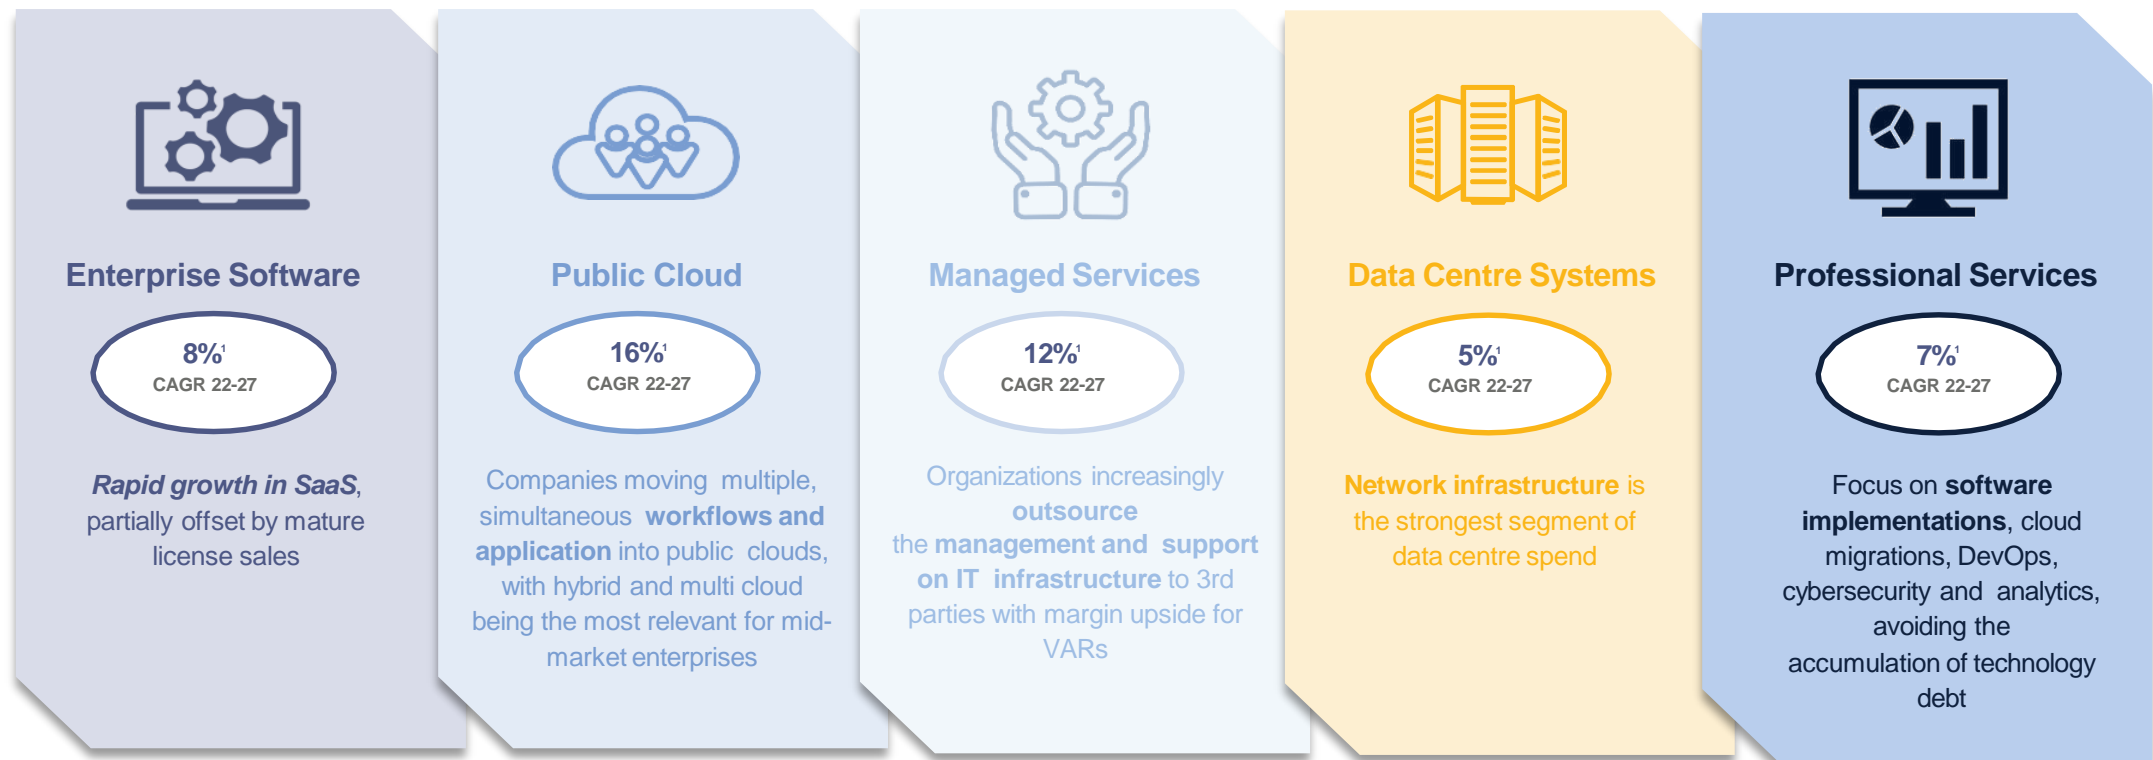 Enterprise Software
8%¹
CAGR 22-27
Rapid growth in SaaS,
partially offset by mature
license sales
Public Cloud
16%¹
CAGR 22-27
Companies moving multiple,
simultaneous workflows and
application into public clouds,
with hybrid and multi cloud
being the most relevant for mid-
market enterprises
Managed Services
12%¹
CAGR 22-27
Organizations increasingly
outsource
the management and support
on IT infrastructure to 3rd
parties with margin upside for
VARs
Data Centre Systems
5%¹
CAGR 22-27
Network infrastructure is
the strongest segment of
data centre spend
Professional Services
7%¹
CAGR 22-27
Focus on software
implementations, cloud
migrations, DevOps,
cybersecurity and analytics,
avoiding the
accumulation of technology
debt